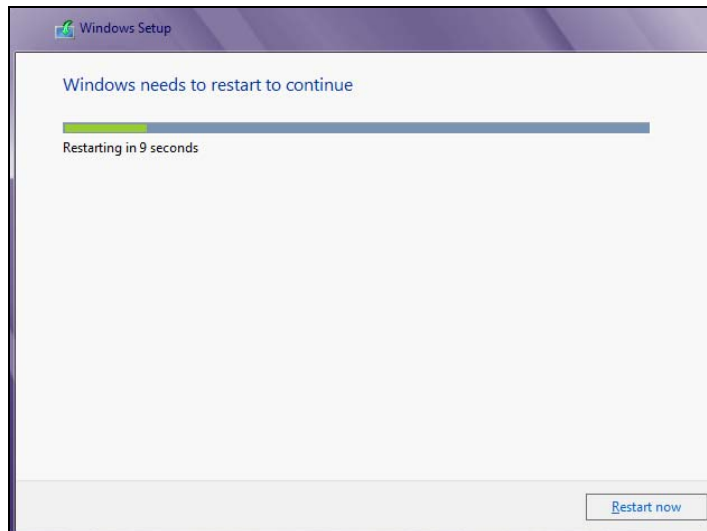 Windows Setup
Windows needs to restart to continue
Restarting in 9 seconds
Restart now